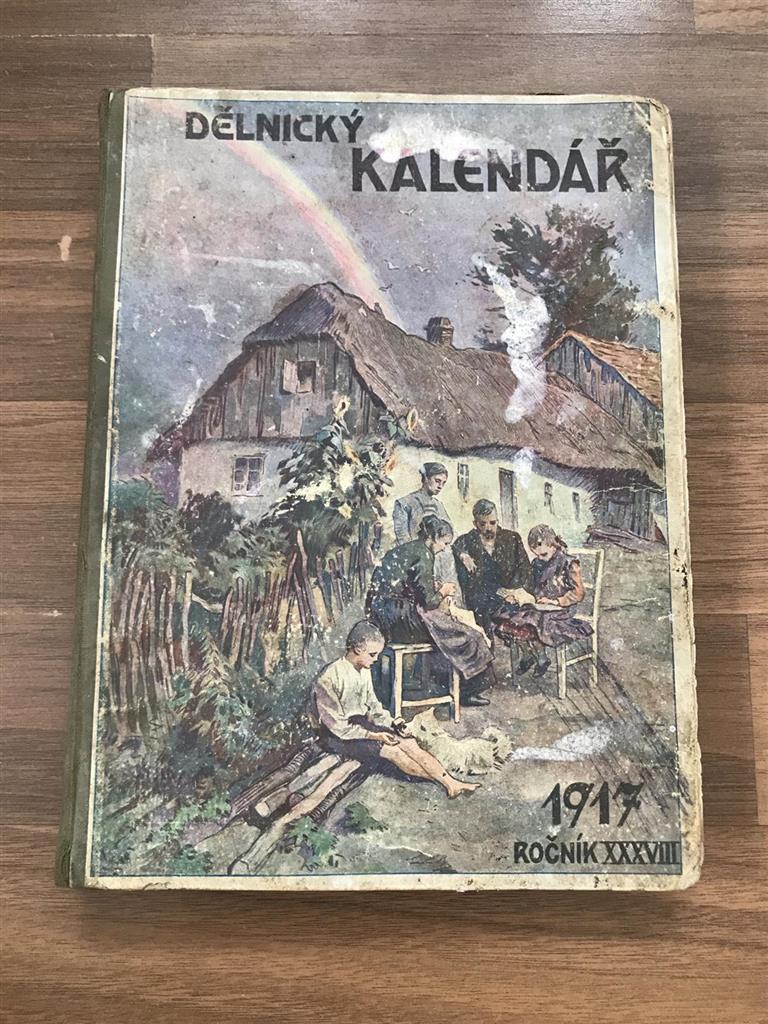 DĚLNICKÝ
KALENDÁŘ
1917
ROČNÍK XXXVIII